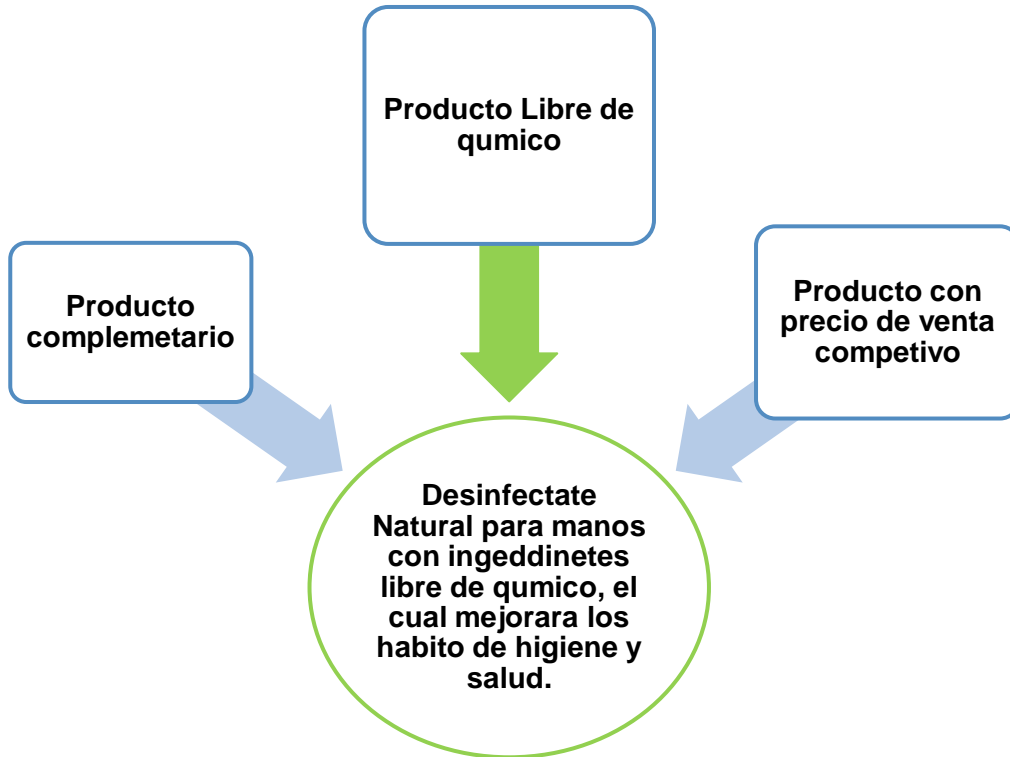 Producto Libre de
qumico
Producto
complemetario
Producto con
precio de venta
competivo
Desinfectate
Natural para manos
con ingeddinetes
libre de qumico, el
cual mejorara los
habito de higiene y
salud.